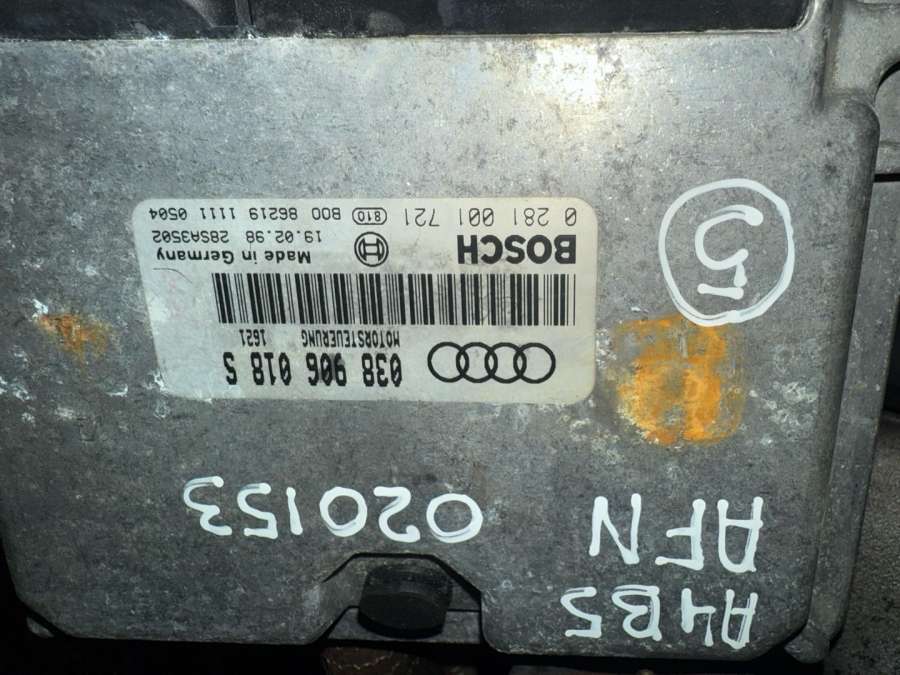 A4B5
AFN 020153
038 906 018 S
MOTORSTEUERUNG 1621
BOSCH Made in Germany
19.02.98 28SA3502
0 281 001 721 810 B00 86219 1111 0504
5